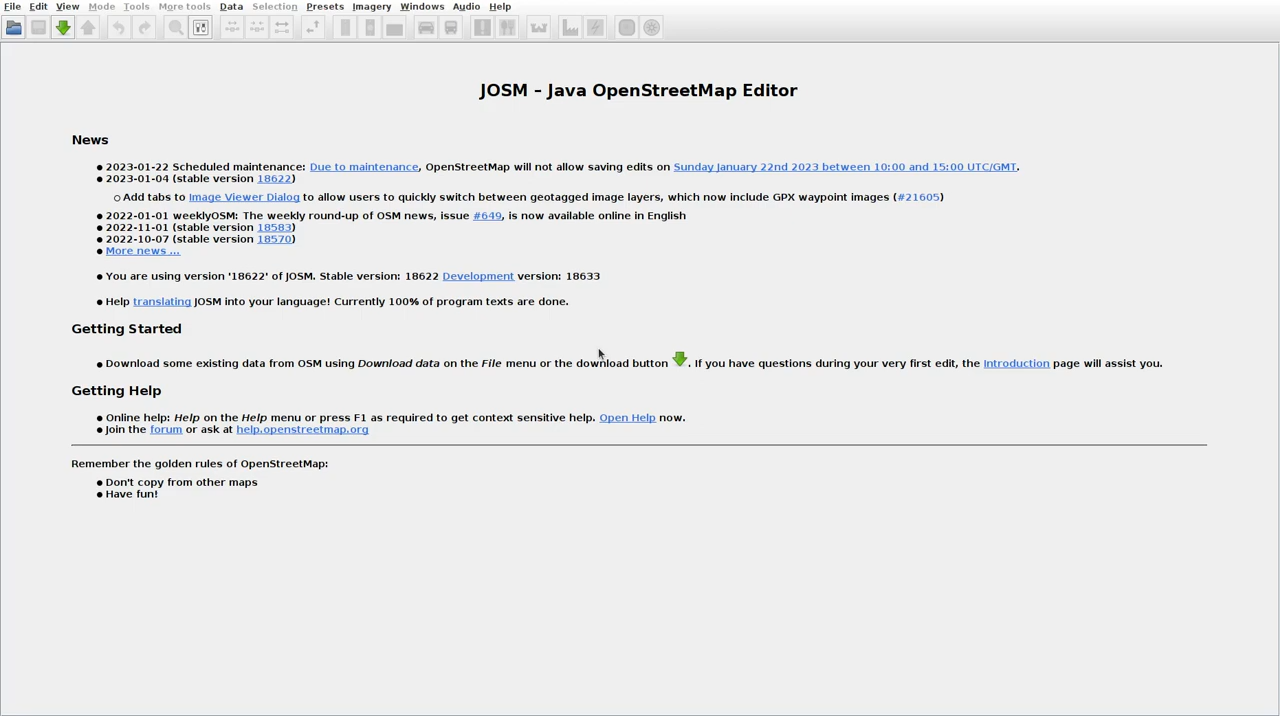 File Edit View Mode Tools More tools Data Selection Presets Imagery Windows Audio Help
JOSM – Java OpenStreetMap Editor
News
2023-01-22 Scheduled maintenance: Due to maintenance, OpenStreetMap will not allow saving edits on Sunday January 22nd 2023 between 10:00 and 15:00 UTC/GMT.
2023-01-04 (stable version 18622)
Add tabs to Image Viewer Dialog to allow users to quickly switch between geotagged image layers, which now include GPX waypoint images (#21605)
2022-01-01 weeklyOSM: The weekly round-up of OSM news, issue #649, is now available online in English
2022-11-01 (stable version 18583)
2022-10-07 (stable version 18570)
More news ...
You are using version '18622' of JOSM. Stable version: 18622 Development version: 18633
Help translating JOSM into your language! Currently 100% of program texts are done.
Getting Started
Download some existing data from OSM using Download data on the File menu or the download button . If you have questions during your very first edit, the Introduction page will assist you.
Getting Help
Online help: Help on the Help menu or press F1 as required to get context sensitive help. Open Help now.
Join the forum or ask at help.openstreetmap.org
Remember the golden rules of OpenStreetMap:
Don't copy from other maps
Have fun!